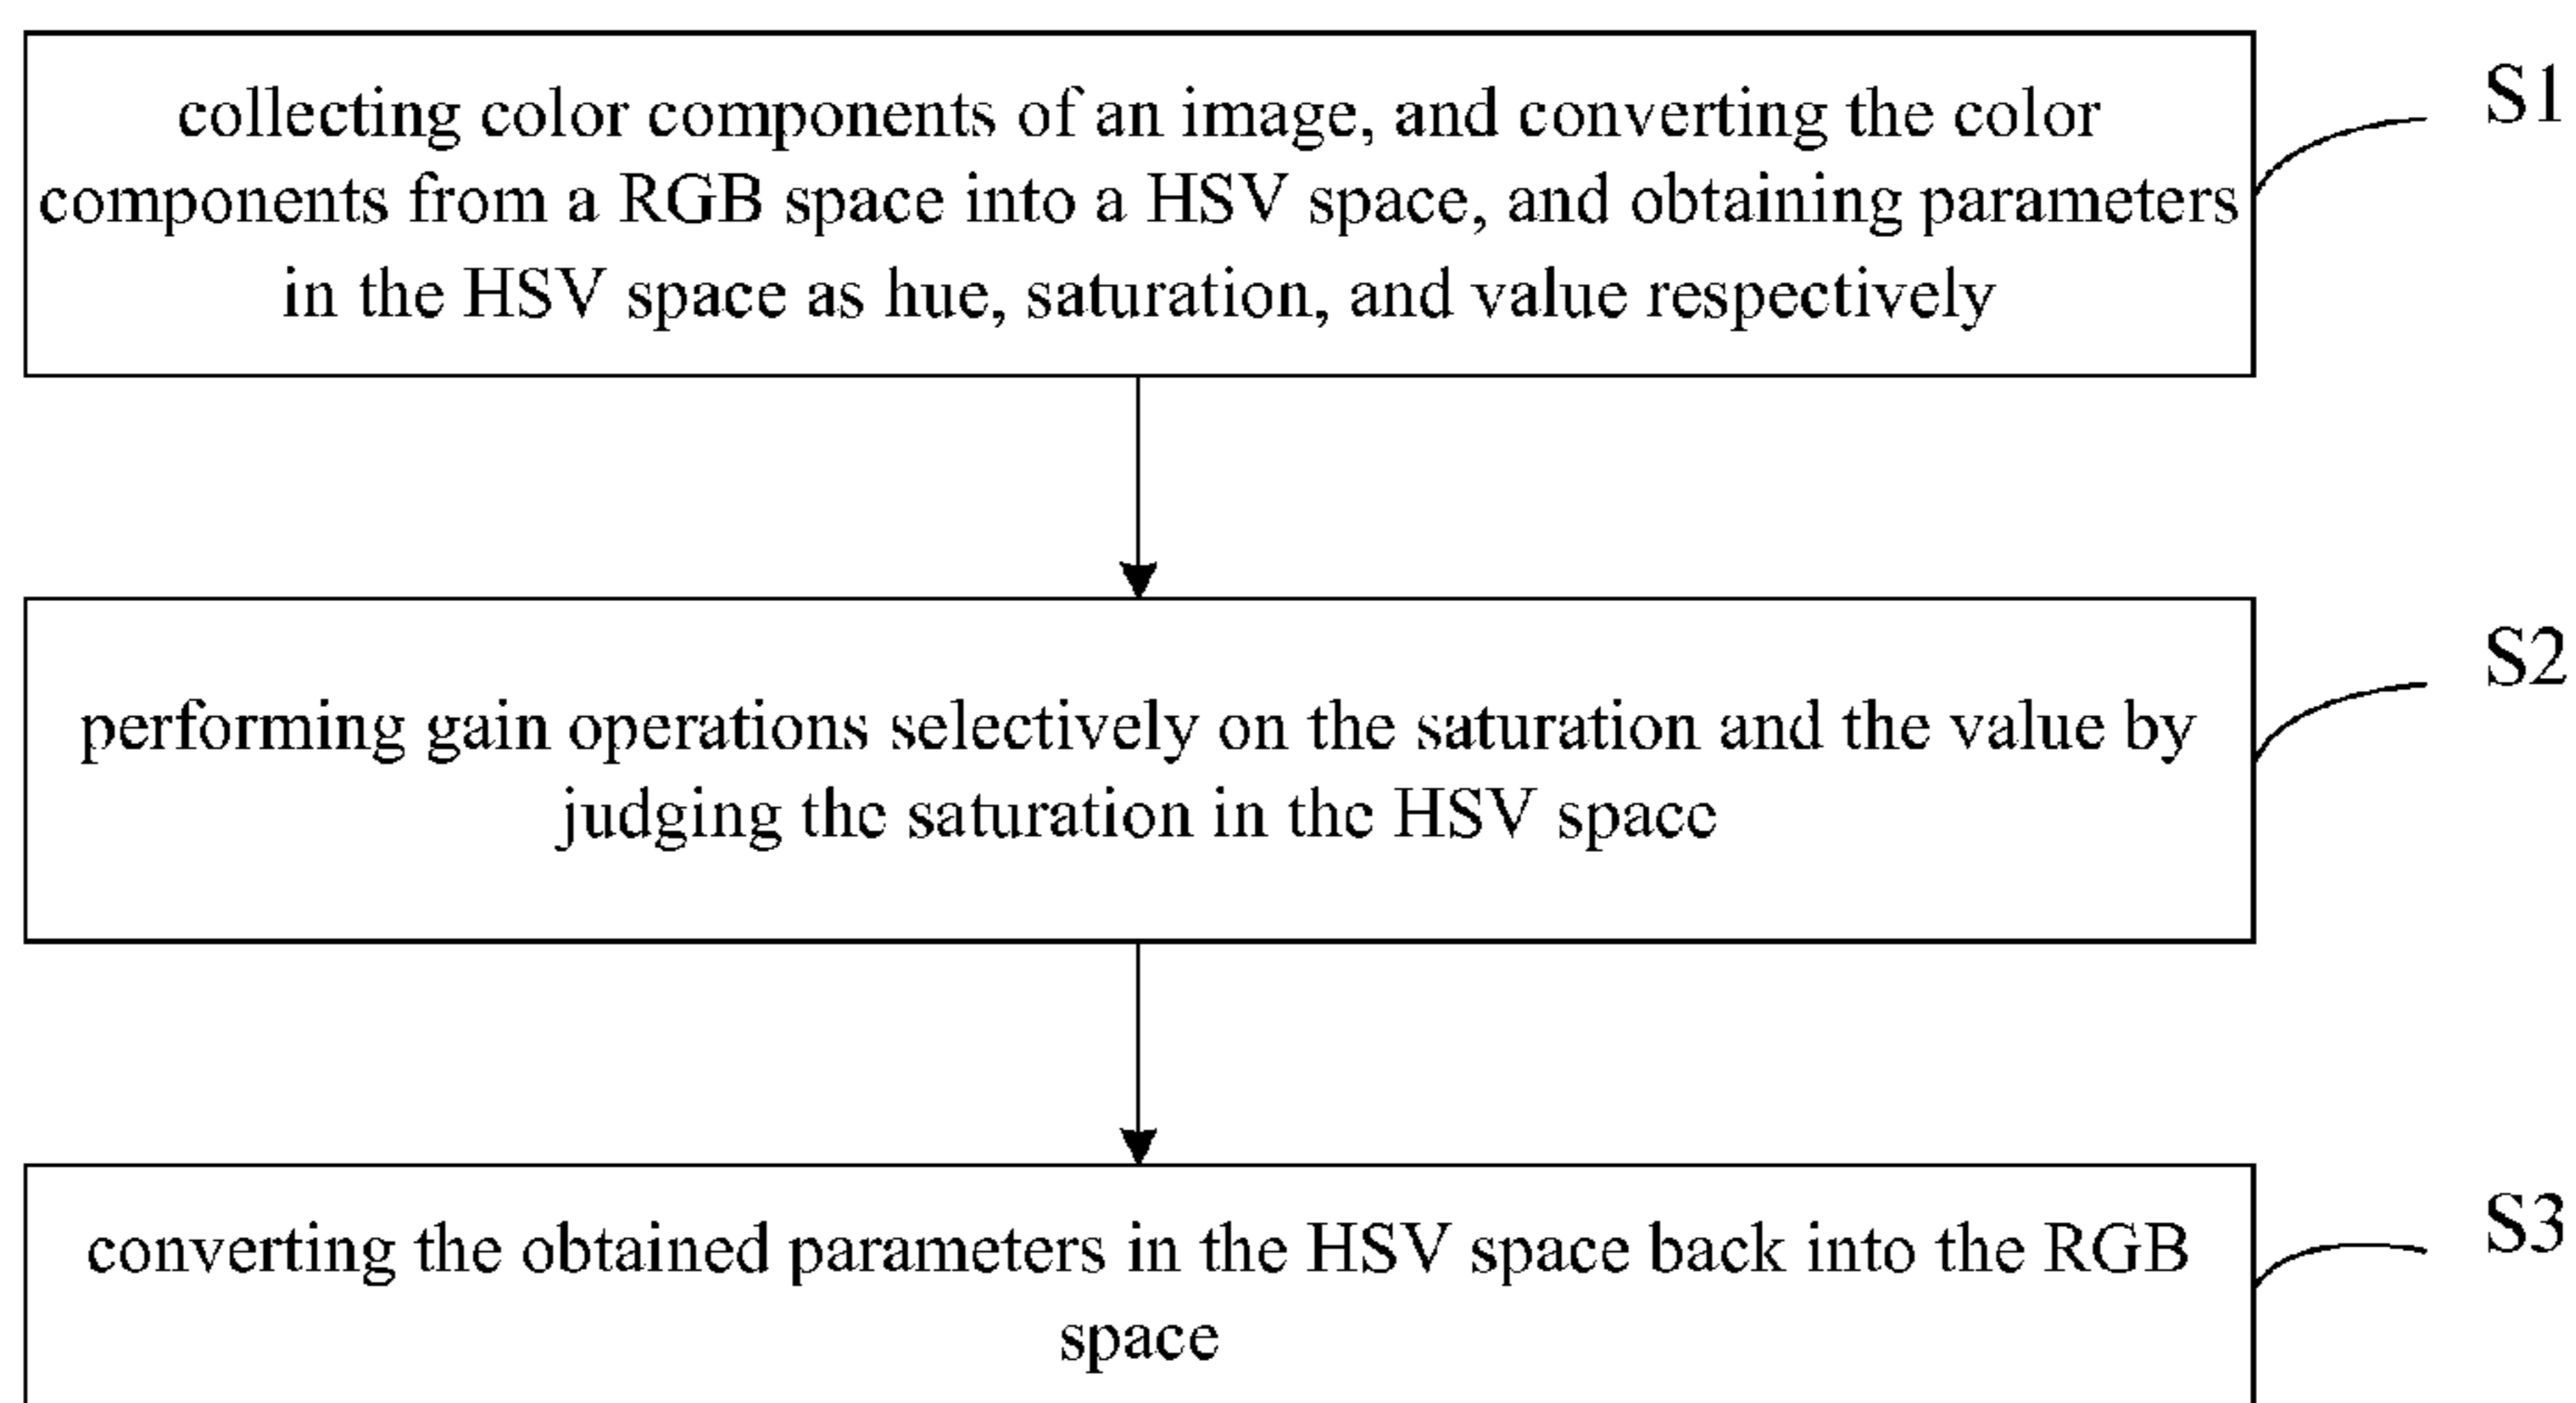 collecting color components of an image, and converting the color
components from a RGB space into a HSV space, and obtaining parameters
in the HSV space as hue, saturation, and value respectively
S1
performing gain operations selectively on the saturation and the value by
judging the saturation in the HSV space
S2
converting the obtained parameters in the HSV space back into the RGB
space
S3